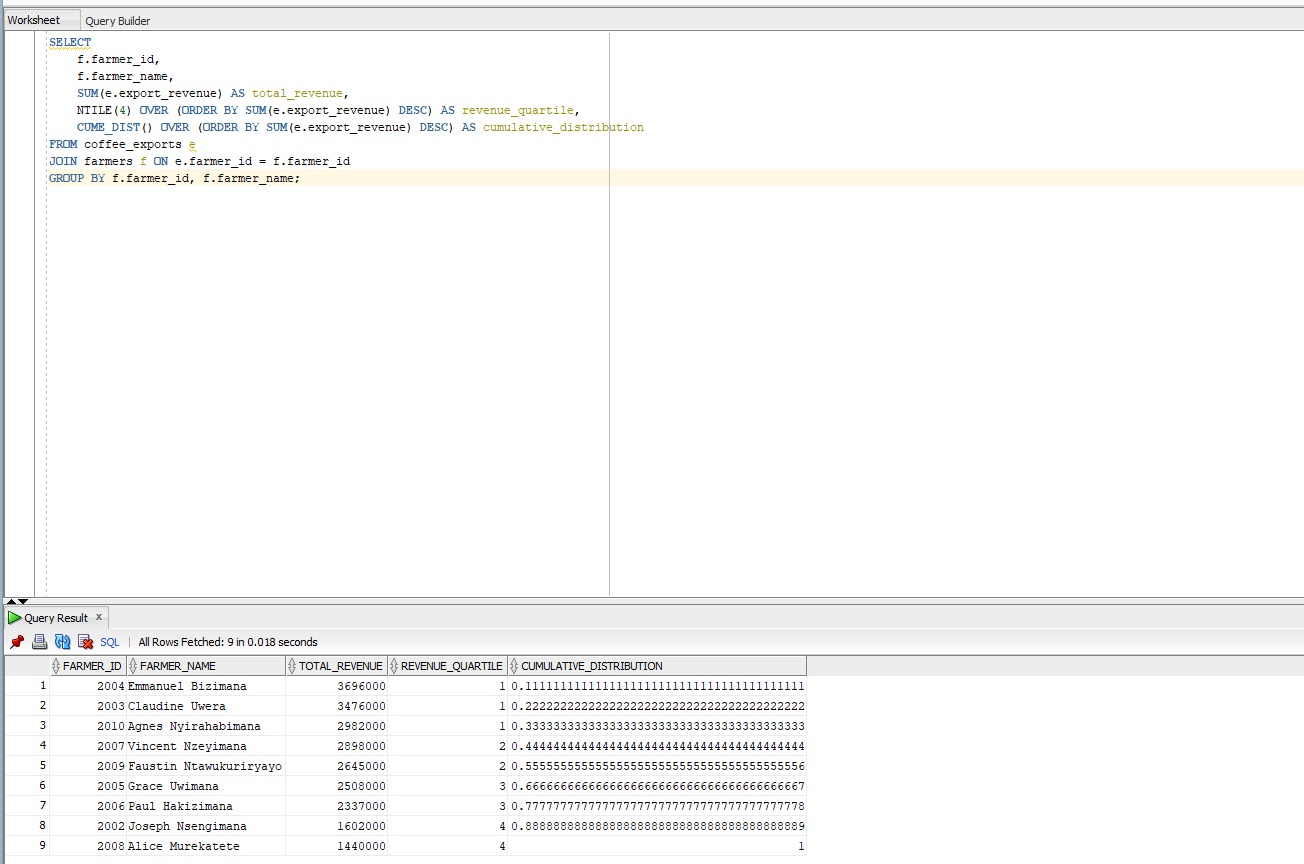 Worksheet Query Builder
SELECT
f.farmer_id,
f.farmer_name,
SUM(e.export_revenue) AS total_revenue,
NTILE(4) OVER (ORDER BY SUM(e.export_revenue) DESC) AS revenue_quartile,
CUME_DIST() OVER (ORDER BY SUM(e.export_revenue) DESC) AS cumulative_distribution
FROM coffee_exports e
JOIN farmers f ON e.farmer_id = f.farmer_id
GROUP BY f.farmer_id, f.farmer_name;
Query Result x
SQL | All Rows Fetched: 9 in 0.018 seconds
FARMER_ID FARMER_NAME TOTAL_REVENUE REVENUE_QUARTILE CUMULATIVE_DISTRIBUTION
1 2004 Emmanuel Bizimana 3696000 1 0.1111111111111111111111111111111111111111
2 2003 Claudine Uwera 3476000 1 0.2222222222222222222222222222222222222222
3 2010 Agnes Nyirahabimana 2982000 1 0.3333333333333333333333333333333333333333
4 2007 Vincent Nzeyimana 2898000 2 0.4444444444444444444444444444444444444444
5 2009 Faustin Ntawukuriryayo 2645000 2 0.5555555555555555555555555555555555555556
6 2005 Grace Uwimana 2508000 3 0.6666666666666666666666666666666666666667
7 2006 Paul Hakizimana 2337000 3 0.7777777777777777777777777777777777777778
8 2002 Joseph Nsengimana 1602000 4 0.8888888888888888888888888888888888888889
9 2008 Alice Murekatete 1440000 4 1